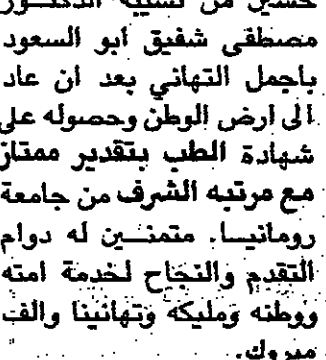 حسين من نسيبه الدكتور
مصطفى شفيق ابو السعود
باجمل التهاني بعد ان عاد
الى ارض الوطن وحصوله على
شهادة الطب بتقدير ممتاز
مع مرتبه الشرف من جامعة
رومانيا. متمنين له دوام
التقدم والنجاح لخدمة امته
ووطنه ومليكه وتهانينا والف
مبروك.